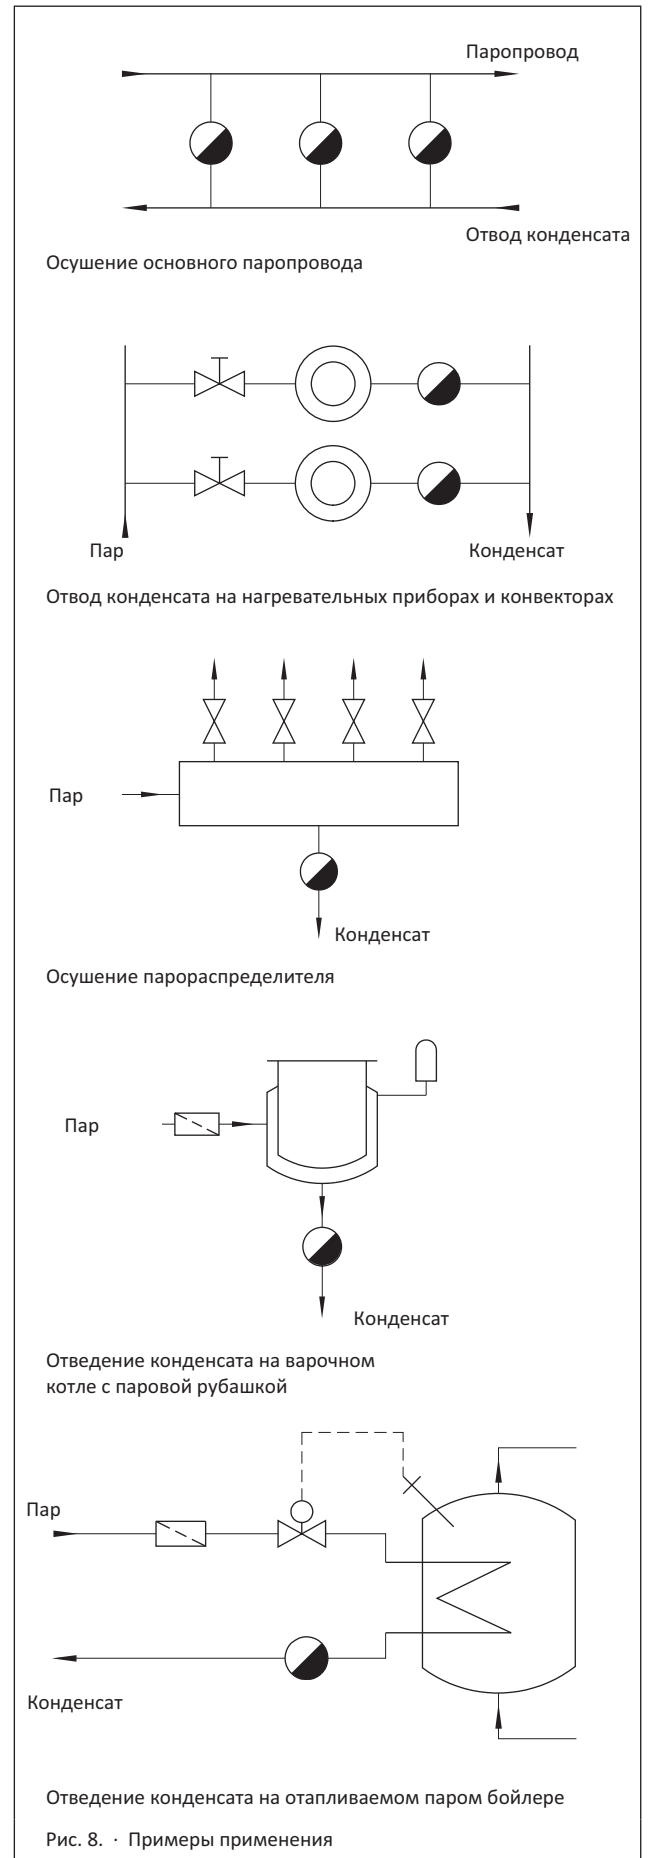 Паропровод
Отвод конденсата
Осушение основного паропровода
Пар
Конденсат
Отвод конденсата на нагревательных приборах и конвекторах
Пар
Конденсат
Осушение парораспределителя
Пар
Конденсат
Отведение конденсата на варочном
котле с паровой рубашкой
Пар
Конденсат
Отведение конденсата на отапливаемом паром бойлере
Рис. 8. · Примеры применения